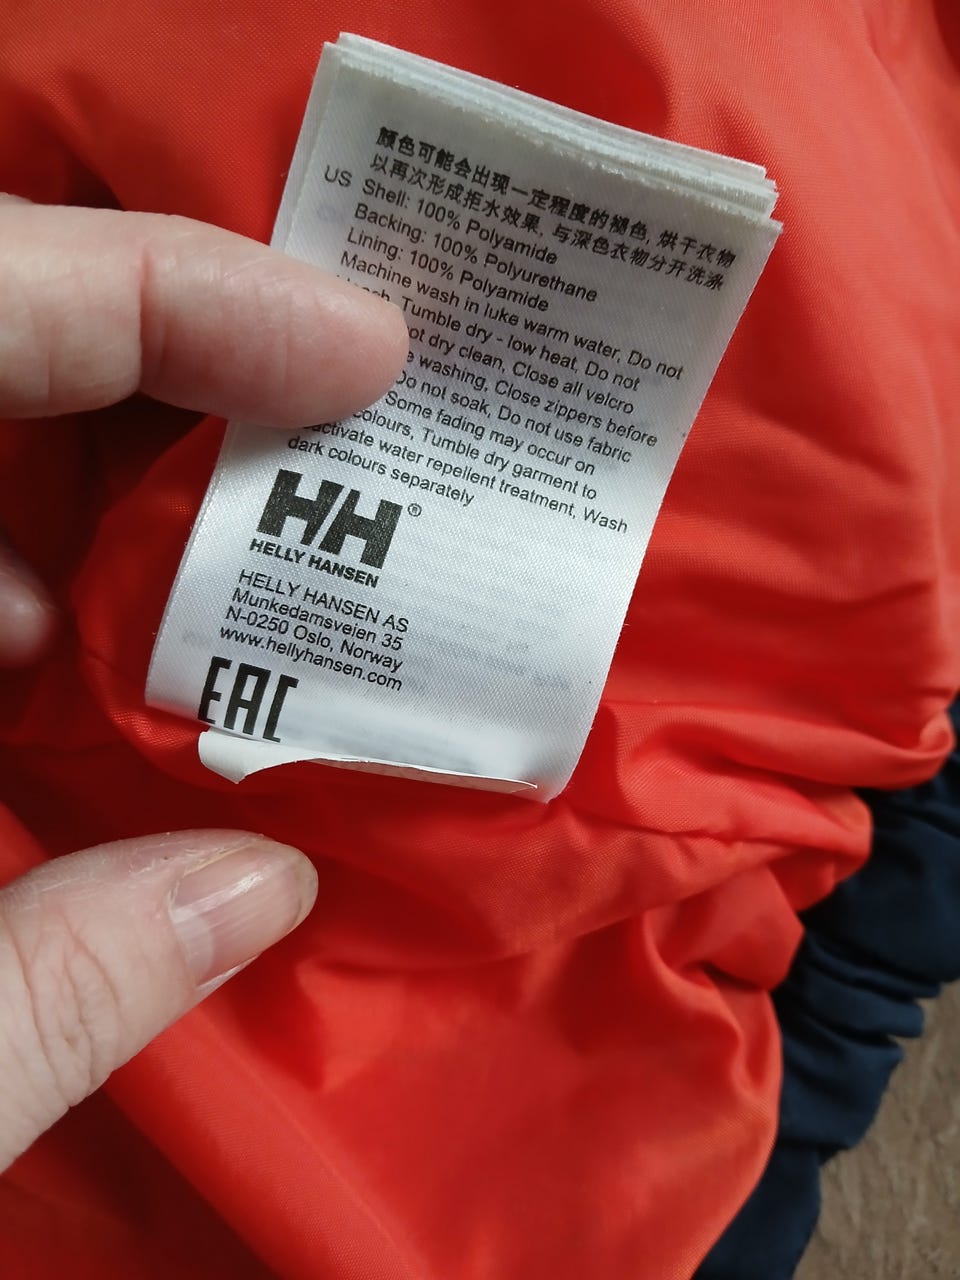 颜色可能会出现一定程度的褪色, 烘干衣物
以再次形成拒水效果, 与深色衣物分开洗涤
US Shell: 100% Polyamide
Backing: 100% Polyurethane
Lining: 100% Polyamide
Machine wash in luke warm water, Do not
Tumble dry - low heat, Do not
dry clean, Close all velcro
washing, Close zippers before
Do not soak, Do not use fabric
Some fading may occur on
colours, Tumble dry garment to
water repellent treatment, Wash
dark colours separately
HH®
HELLY HANSEN
HELLY HANSEN AS
Munkedamsveien 35
N-0250 Oslo, Norway
www.hellyhansen.com
EAC